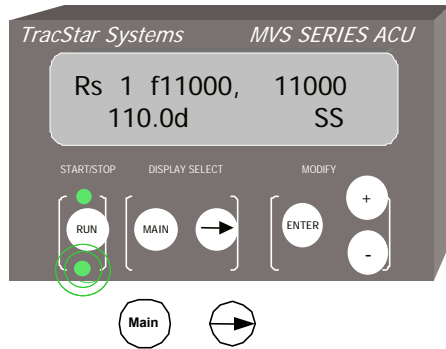 TracStar Systems MVS SERIES ACU
Rs 1 f11000, 11000
110.0d SS
START/STOP DISPLAY SELECT MODIFY
RUN MAIN ENTER + -
Main